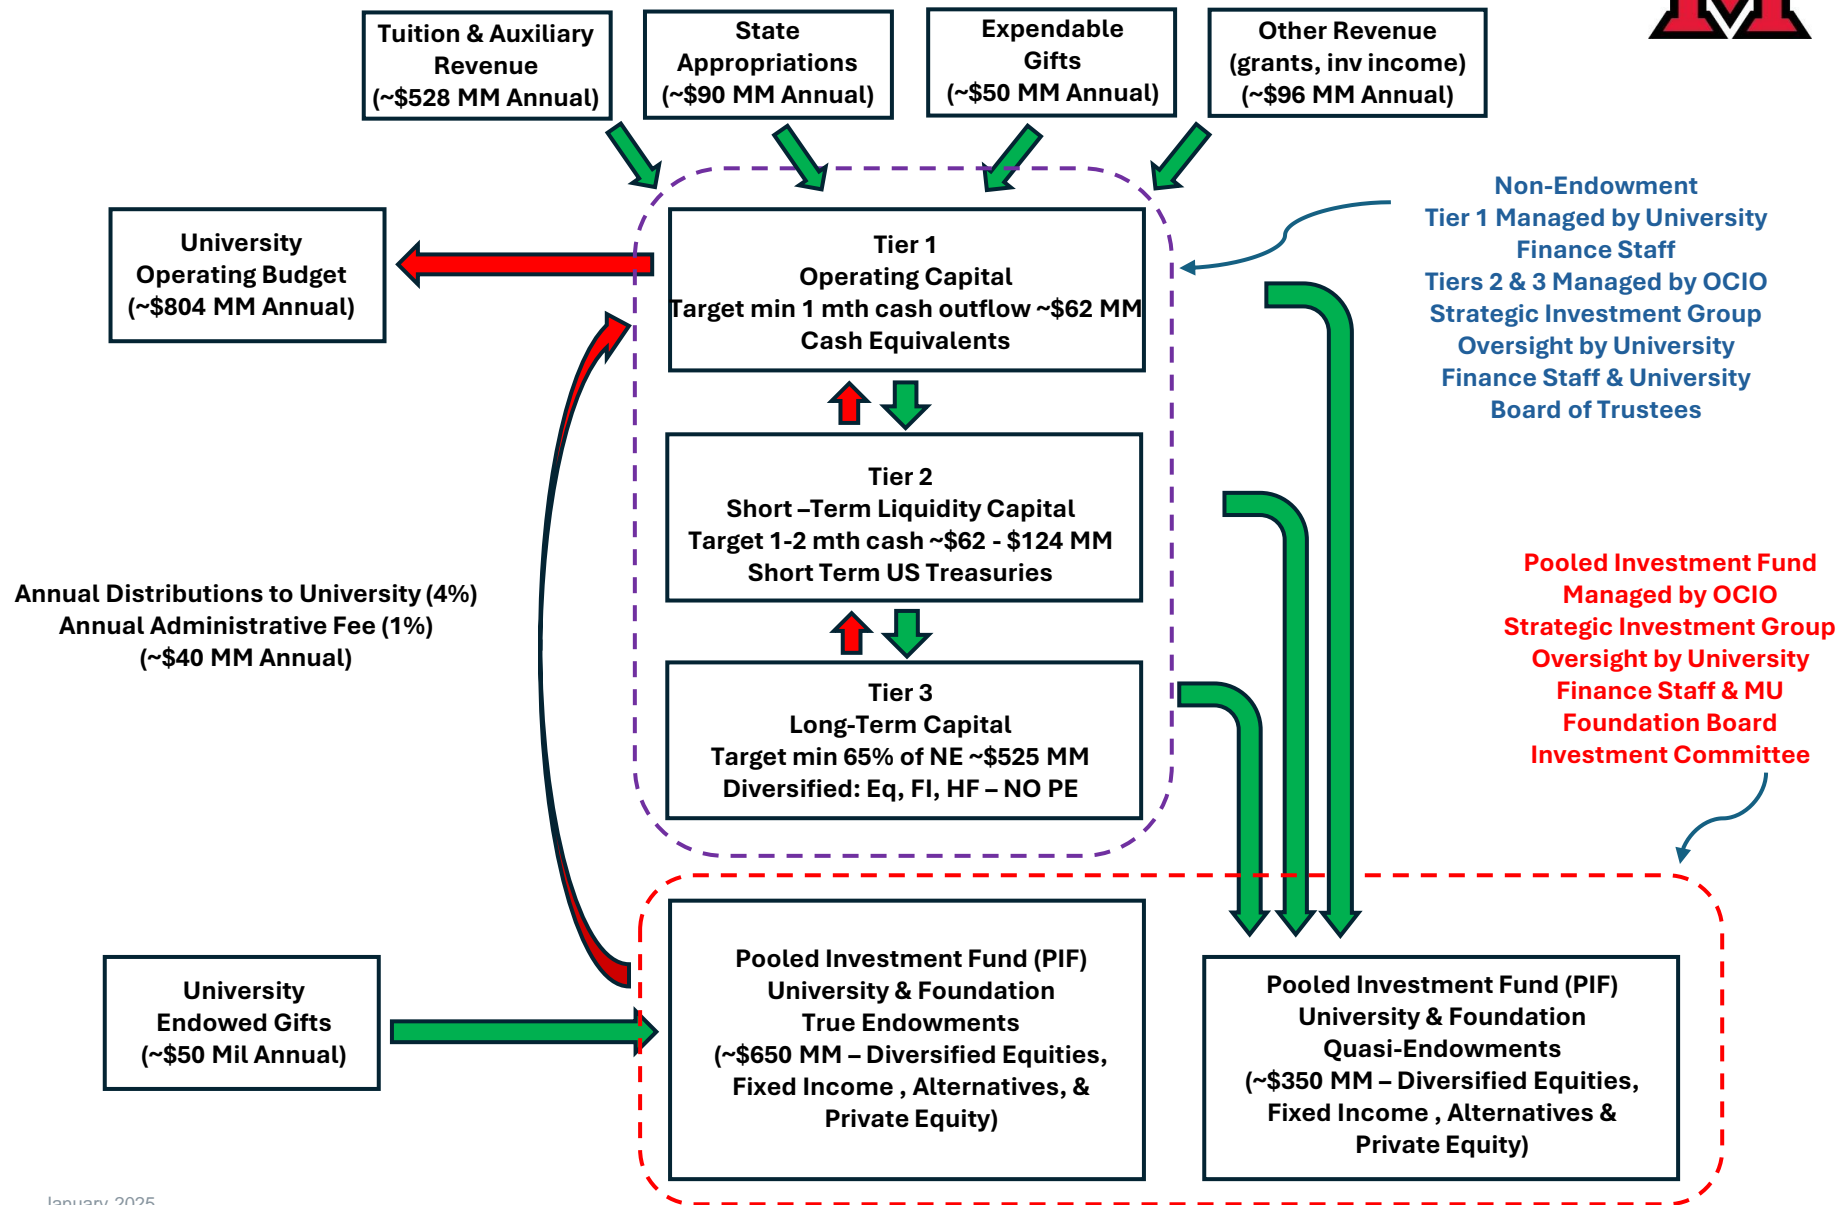 Tuition & Auxiliary
Revenue
(~$528 MM Annual)
State
Appropriations
(~$90 MM Annual)
Expendable
Gifts
(~$50 MM Annual)
Other Revenue
(grants, inv income)
(~$96 MM Annual)
University
Operating Budget
(~$804 MM Annual)
Tier 1
Operating Capital
Target min 1 mth cash outflow ~$62 MM
Cash Equivalents
Non-Endowment
Tier 1 Managed by University
Finance Staff
Tiers 2 & 3 Managed by OCIO
Strategic Investment Group
Oversight by University
Finance Staff & University
Board of Trustees
Tier 2
Short –Term Liquidity Capital
Target 1-2 mth cash ~$62 - $124 MM
Short Term US Treasuries
Annual Distributions to University (4%)
Annual Administrative Fee (1%)
(~$40 MM Annual)
Tier 3
Long-Term Capital
Target min 65% of NE ~$525 MM
Diversified: Eq, FI, HF – NO PE
Pooled Investment Fund
Managed by OCIO
Strategic Investment Group
Oversight by University
Finance Staff & MU
Foundation Board
Investment Committee
University
Endowed Gifts
(~$50 Mil Annual)
Pooled Investment Fund (PIF)
University & Foundation
True Endowments
(~$650 MM – Diversified Equities,
Fixed Income , Alternatives, &
Private Equity)
Pooled Investment Fund (PIF)
University & Foundation
Quasi-Endowments
(~$350 MM – Diversified Equities,
Fixed Income , Alternatives &
Private Equity)
January 2025